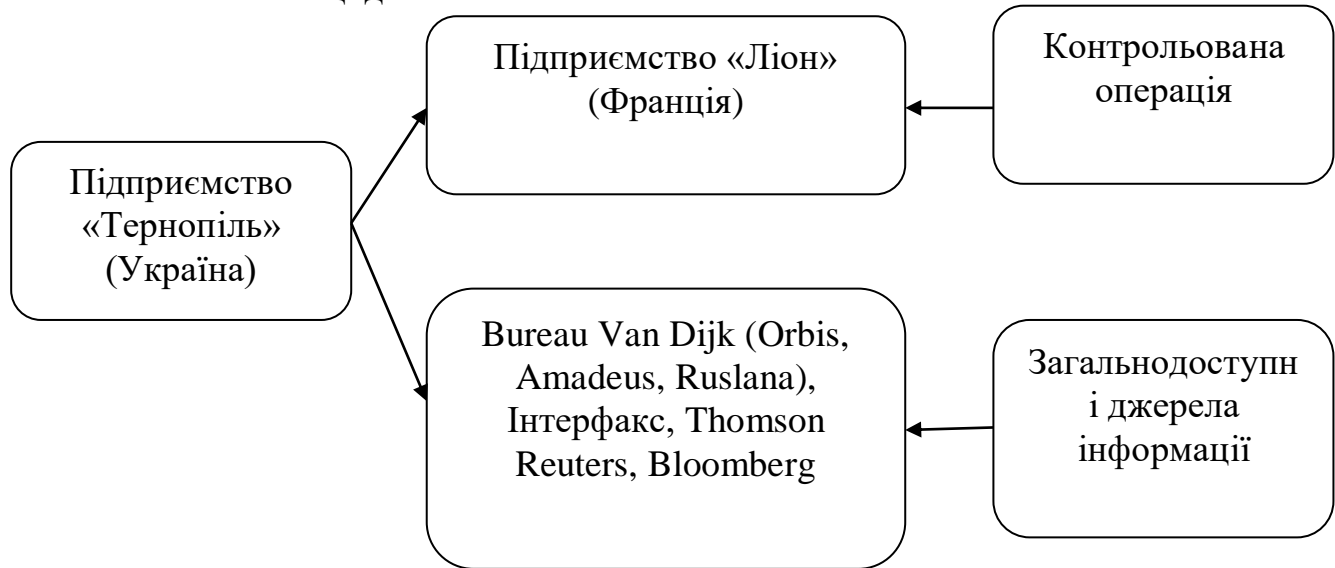 Підприємство «Ліон»
(Франція)
Контрольована
операція
Підприємство
«Тернопіль»
(Україна)
Bureau Van Dijk (Orbis,
Amadeus, Ruslana),
Інтерфакс, Thomson
Reuters, Bloomberg
Загальнодоступн
і джерела
інформації